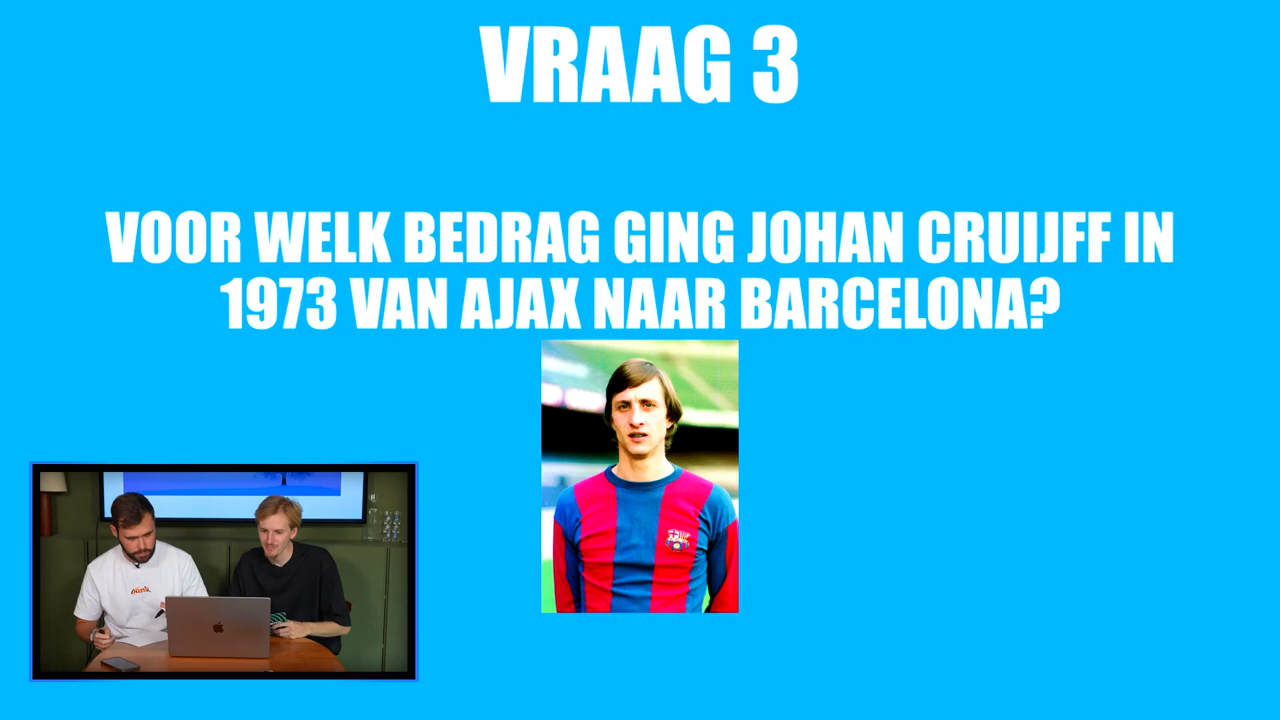 VRAAG 3
VOOR WELK BEDRAG GING JOHAN CRUIJFF IN
1973 VAN AJAX NAAR BARCELONA?